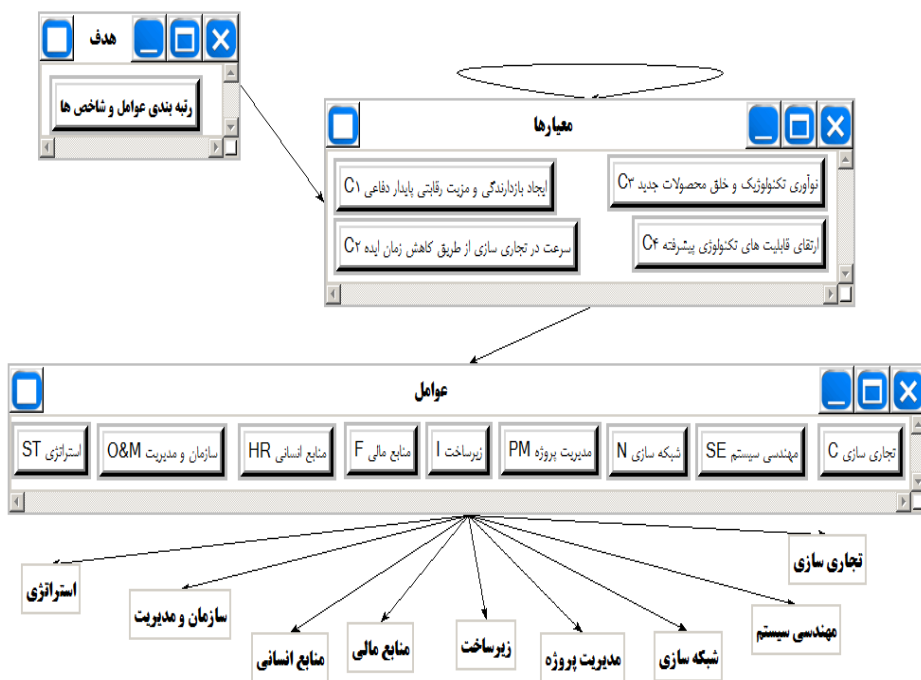 هدف
رتبه بندی عوامل و شاخص ها
معیارها
ایجاد بازدارندگی و مزیت رقابتی پایدار دفاعی C۱
نوآوری تکنولوژیک و خلق محصولات جدید C۳
سرعت در تجاری سازی از طریق کاهش زمان ایده C۲
ارتقای قابلیت های تکنولوژی پیشرفته C۴
عوامل
استراتژی ST
سازمان و مدیریت O&M
منابع انسانی HR
منابع مالی F
زیرساخت I
مدیریت پروژه PM
شبکه سازی N
مهندسی سیستم SE
تجاری سازی C
استراتژی
سازمان و مدیریت
منابع انسانی
منابع مالی
زیرساخت
مدیریت پروژه
شبکه سازی
مهندسی سیستم
تجاری سازی